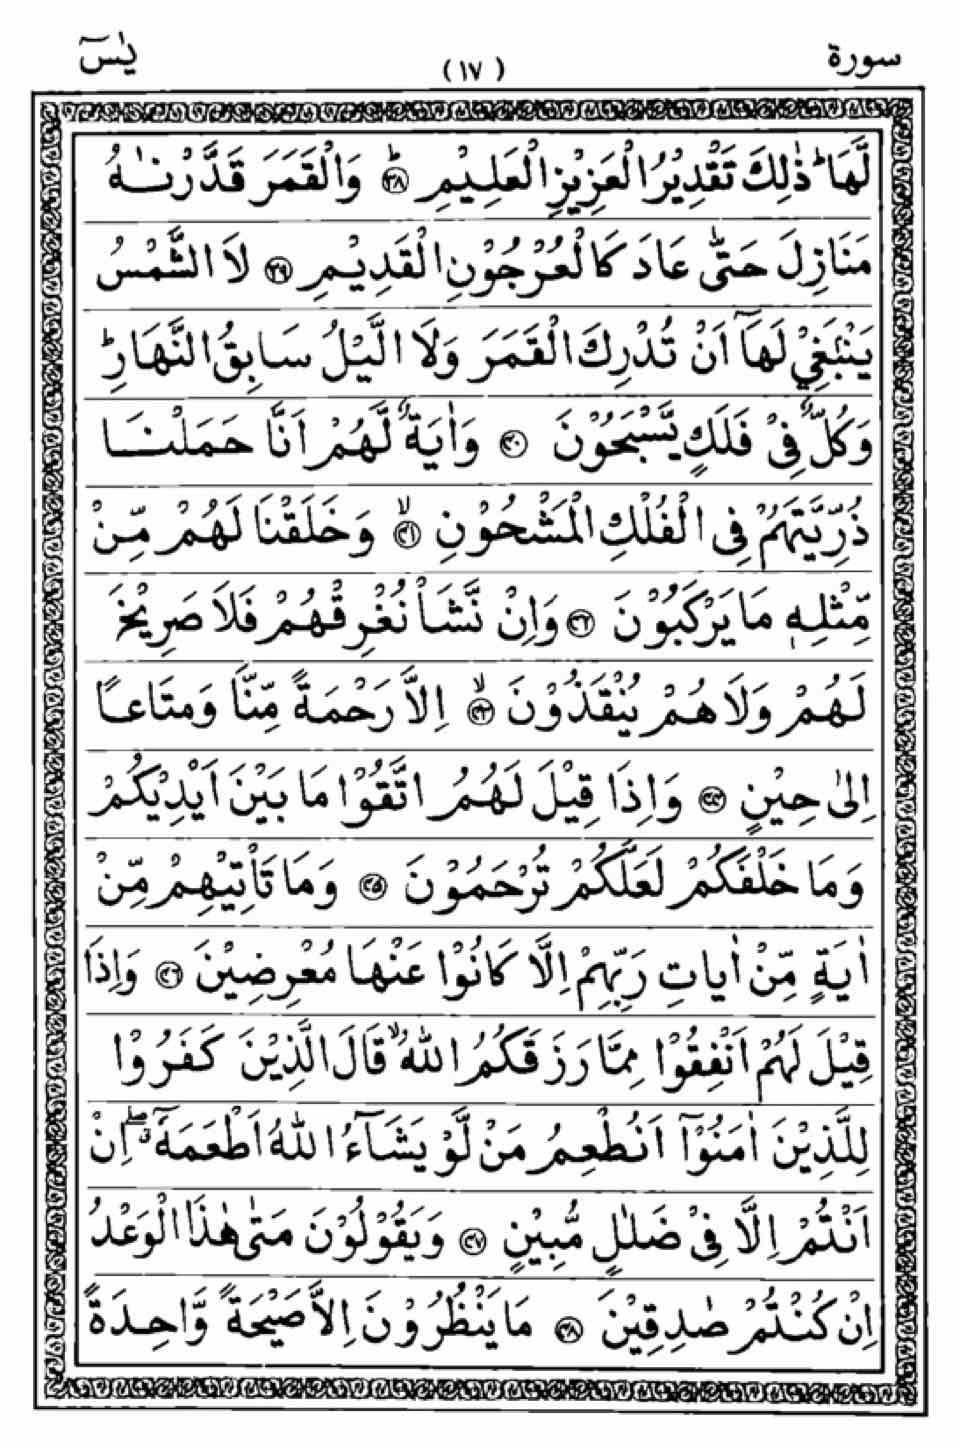 سورة (١٧) يٰسٓ
لَّهَا ؕ ذٰلِكَ تَقْدِيْرُ الْعَزِيْزِ الْعَلِيْمِ ﴿٣٨﴾ ؕ وَالْقَمَرَ قَدَّرْنٰهُ
مَنَازِلَ حَتّٰى عَادَ كَالْعُرْجُوْنِ الْقَدِيْمِ ﴿٣٩﴾ لَا الشَّمْسُ
يَنْۢبَغِيْ لَهَاۤ اَنْ تُدْرِكَ الْقَمَرَ وَلَا الَّيْلُ سَابِقُ النَّهَارِ ؕ
وَكُلٌّ فِيْ فَلَكٍ يَّسْبَحُوْنَ ﴿٤٠﴾ وَاٰيَةٌ لَّهُمْ اَنَّا حَمَلْنَا
ذُرِّيَّتَهُمْ فِى الْفُلْكِ الْمَشْحُوْنِ ۙ﴿٤١﴾ وَخَلَقْنَا لَهُمْ مِّنْ
مِّثْلِهٖ مَا يَرْكَبُوْنَ ﴿٤٢﴾ وَاِنْ نَّشَاْ نُغْرِقْهُمْ فَلَا صَرِيْخَ
لَهُمْ وَلَا هُمْ يُنْقَذُوْنَ ۙ﴿٤٣﴾ اِلَّا رَحْمَةً مِّنَّا وَمَتَاعًا
اِلٰى حِيْنٍ ﴿٤٤﴾ وَاِذَا قِيْلَ لَهُمُ اتَّقُوْا مَا بَيْنَ اَيْدِيْكُمْ
وَمَا خَلْفَكُمْ لَعَلَّكُمْ تُرْحَمُوْنَ ﴿٤٥﴾ وَمَا تَاْتِيْهِمْ مِّنْ
اٰيَةٍ مِّنْ اٰيَاتِ رَبِّهِمْ اِلَّا كَانُوْا عَنْهَا مُعْرِضِيْنَ ﴿٤٦﴾ وَاِذَا
قِيْلَ لَهُمْ اَنْفِقُوْا مِمَّا رَزَقَكُمُ اللّٰهُ ۙ قَالَ الَّذِيْنَ كَفَرُوْا
لِلَّذِيْنَ اٰمَنُوْۤا اَنُطْعِمُ مَنْ لَّوْ يَشَآءُ اللّٰهُ اَطْعَمَهٗۤ ۖ اِنْ
اَنْتُمْ اِلَّا فِيْ ضَلٰلٍ مُّبِيْنٍ ﴿٤٧﴾ وَيَقُوْلُوْنَ مَتٰى هٰذَا الْوَعْدُ
اِنْ كُنْتُمْ صٰدِقِيْنَ ﴿٤٨﴾ مَا يَنْظُرُوْنَ اِلَّا صَيْحَةً وَّاحِدَةً